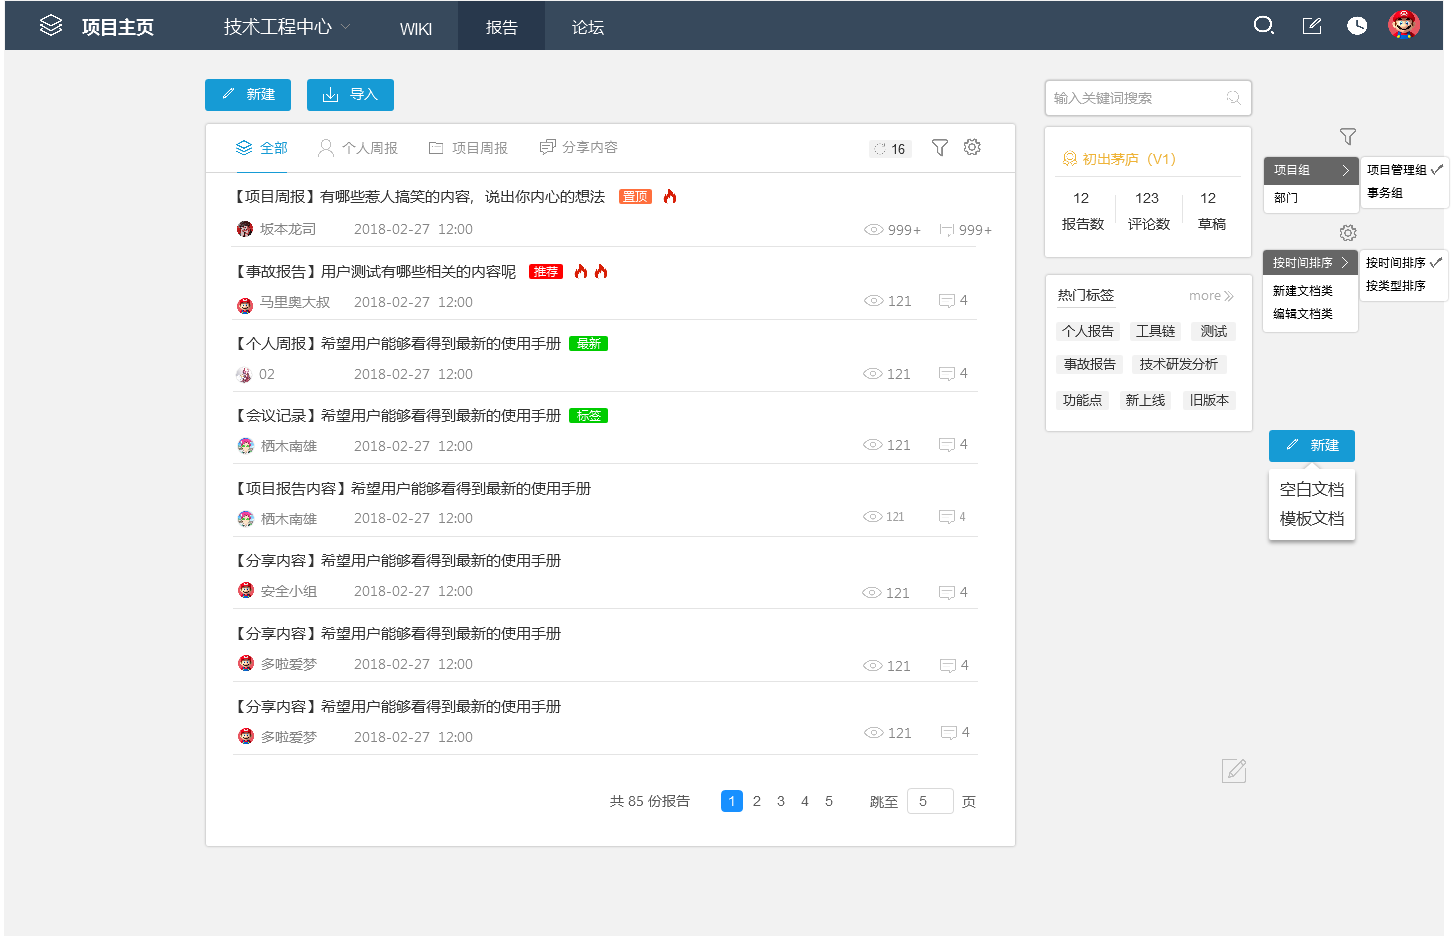 项目主页 技术工程中心 WIKI 报告 论坛
新建 导入
输入关键词搜索
全部 个人周报 项目周报 分享内容 16
【项目周报】有哪些惹人搞笑的内容，说出你内心的想法 置顶
坂本龙司 2018-02-27 12:00 999+ 999+
【事故报告】用户测试有哪些相关的内容呢 推荐
马里奥大叔 2018-02-27 12:00 121 4
【个人周报】希望用户能够看得到最新的使用手册 最新
02 2018-02-27 12:00 121 4
【会议记录】希望用户能够看得到最新的使用手册 标签
栖木南雄 2018-02-27 12:00 121 4
【项目报告内容】希望用户能够看得到最新的使用手册
栖木南雄 2018-02-27 12:00 121 4
【分享内容】希望用户能够看得到最新的使用手册
安全小组 2018-02-27 12:00 121 4
【分享内容】希望用户能够看得到最新的使用手册
多啦爱梦 2018-02-27 12:00 121 4
【分享内容】希望用户能够看得到最新的使用手册
多啦爱梦 2018-02-27 12:00 121 4
共 85 份报告 1 2 3 4 5 跳至 5 页
初出茅庐（V1）
12 123 12
报告数 评论数 草稿
热门标签 more
个人报告 工具链 测试
事故报告 技术研发分析
功能点 新上线 旧版本
项目组 项目管理组
部门 事务组
按时间排序 按时间排序
新建文档类 按类型排序
编辑文档类
新建
空白文档
模板文档